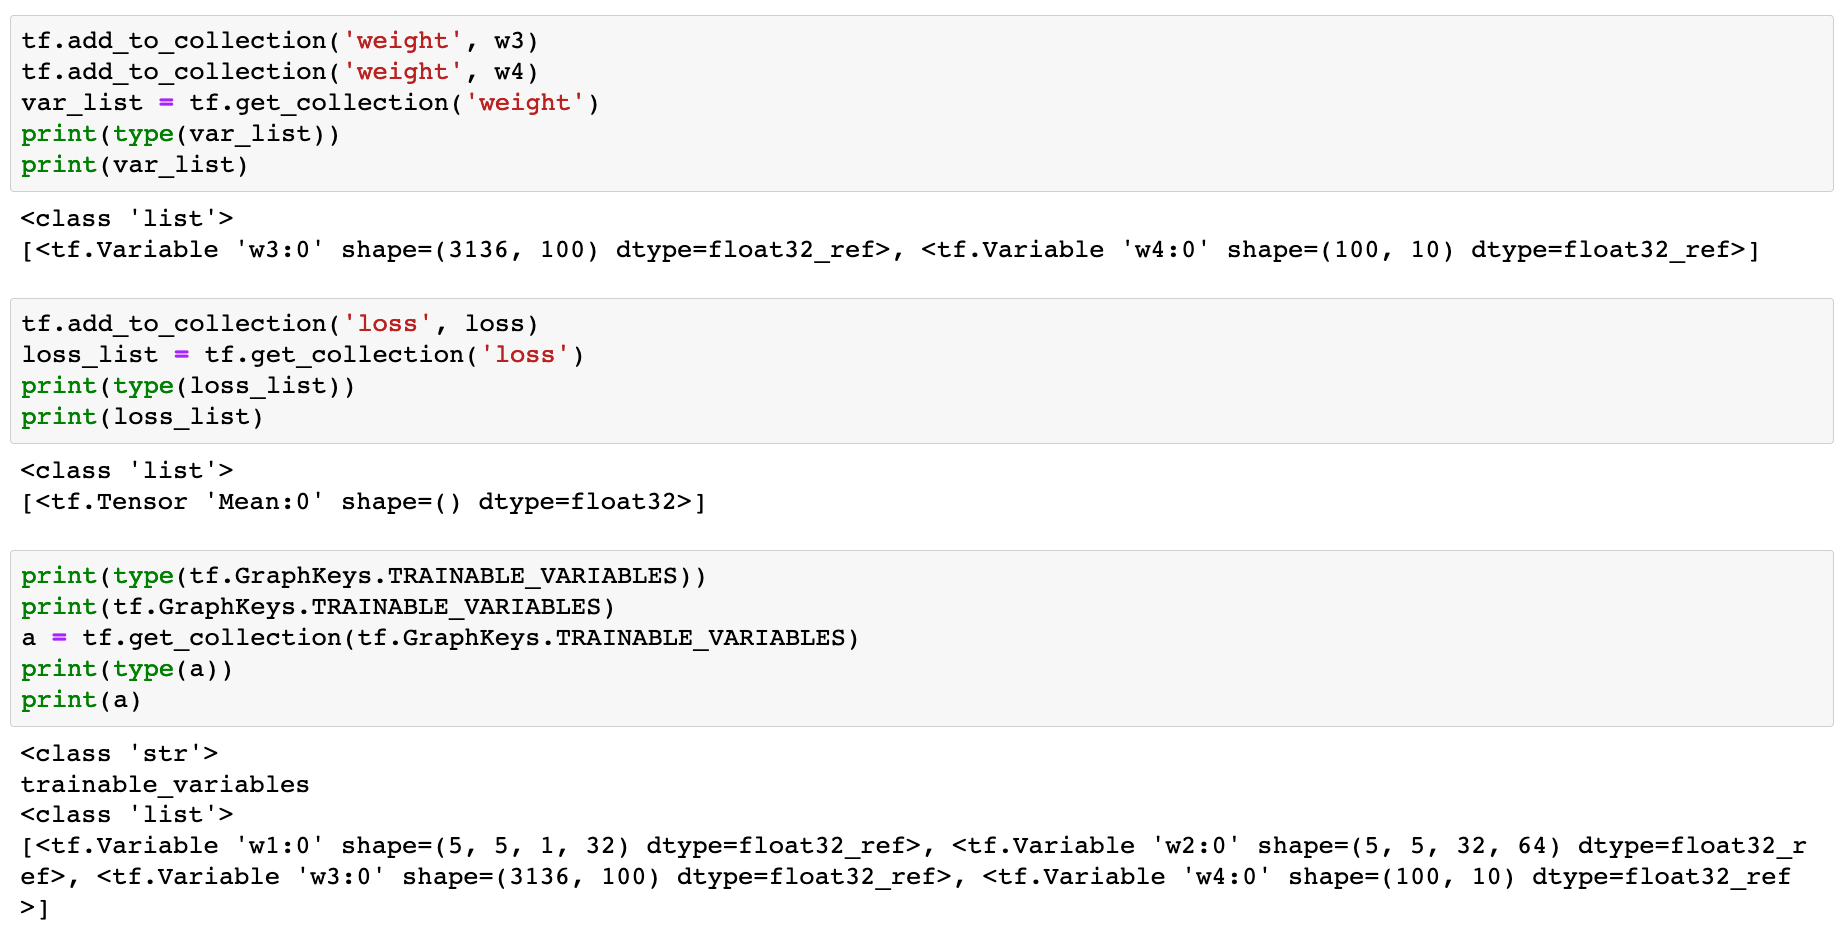 tf.add_to_collection('weight', w3)
tf.add_to_collection('weight', w4)
var_list = tf.get_collection('weight')
print(type(var_list))
print(var_list)
<class 'list'>
[<tf.Variable 'w3:0' shape=(3136, 100) dtype=float32_ref>, <tf.Variable 'w4:0' shape=(100, 10) dtype=float32_ref>]
tf.add_to_collection('loss', loss)
loss_list = tf.get_collection('loss')
print(type(loss_list))
print(loss_list)
<class 'list'>
[<tf.Tensor 'Mean:0' shape=() dtype=float32>]
print(type(tf.GraphKeys.TRAINABLE_VARIABLES))
print(tf.GraphKeys.TRAINABLE_VARIABLES)
a = tf.get_collection(tf.GraphKeys.TRAINABLE_VARIABLES)
print(type(a))
print(a)
<class 'str'>
trainable_variables
<class 'list'>
[<tf.Variable 'w1:0' shape=(5, 5, 1, 32) dtype=float32_ref>, <tf.Variable 'w2:0' shape=(5, 5, 32, 64) dtype=float32_r
ef>, <tf.Variable 'w3:0' shape=(3136, 100) dtype=float32_ref>, <tf.Variable 'w4:0' shape=(100, 10) dtype=float32_ref
>]